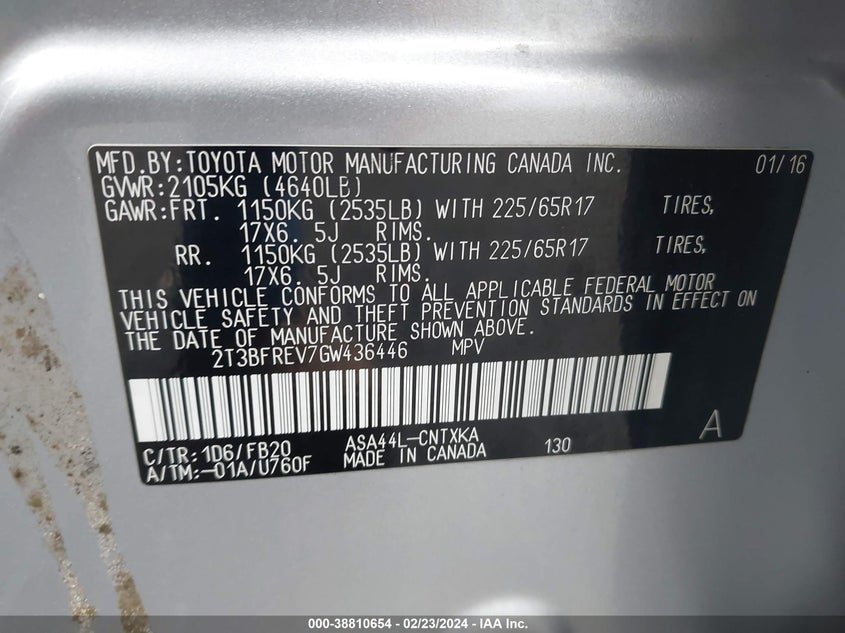 MFD.BY:TOYOTA MOTOR MANUFACTURING CANADA INC. 01/16
GVWR:2105KG (4640LB)
GAWR:FRT. 1150KG (2535LB) WITH 225/65R17 TIRES,
17X6. 5J RIMS.
RR. 1150KG (2535LB) WITH 225/65R17 TIRES,
17X6. 5J RIMS.
THIS VEHICLE CONFORMS TO ALL APPLICABLE FEDERAL MOTOR
VEHICLE SAFETY AND THEFT PREVENTION STANDARDS IN EFFECT ON
THE DATE OF MANUFACTURE SHOWN ABOVE.
2T3BFREV7GW436446 MPV
C/TR:1D6/FB20 ASA44L-CNTXKA 130 A
A/TM:-01A/U760F MADE IN CANADA
000-38810654 - 02/23/2024 - IAA Inc.